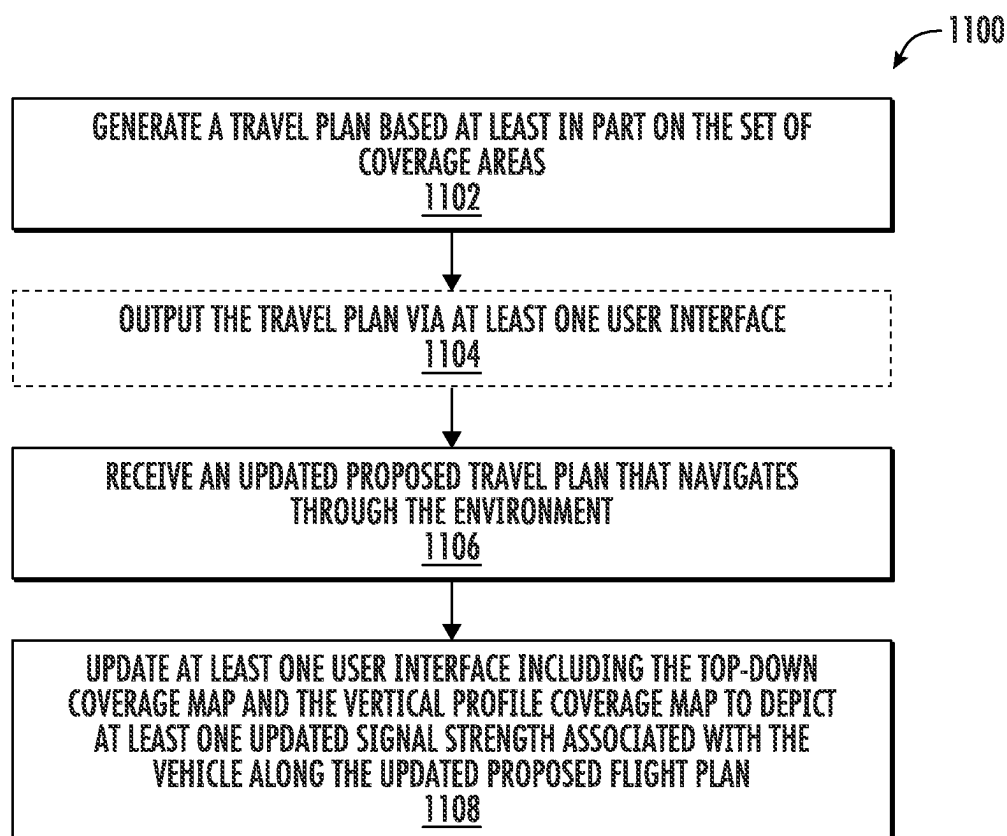 1100
GENERATE A TRAVEL PLAN BASED AT LEAST IN PART ON THE SET OF
COVERAGE AREAS
1102
OUTPUT THE TRAVEL PLAN VIA AT LEAST ONE USER INTERFACE
1104
RECEIVE AN UPDATED PROPOSED TRAVEL PLAN THAT NAVIGATES
THROUGH THE ENVIRONMENT
1106
UPDATE AT LEAST ONE USER INTERFACE INCLUDING THE TOP-DOWN
COVERAGE MAP AND THE VERTICAL PROFILE COVERAGE MAP TO DEPICT
AT LEAST ONE UPDATED SIGNAL STRENGTH ASSOCIATED WITH THE
VEHICLE ALONG THE UPDATED PROPOSED FLIGHT PLAN
1108